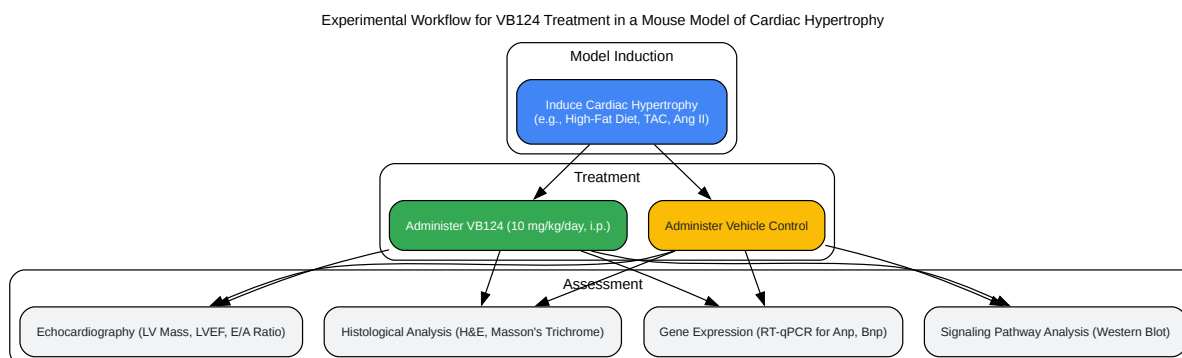 Experimental Workflow for VB124 Treatment in a Mouse Model of Cardiac Hypertrophy
Model Induction
Induce Cardiac Hypertrophy
(e.g., High-Fat Diet, TAC, Ang II)
Treatment
Administer VB124 (10 mg/kg/day, i.p.)
Administer Vehicle Control
Assessment
Echocardiography (LV Mass, LVEF, E/A Ratio)
Histological Analysis (H&E, Masson's Trichrome)
Gene Expression (RT-qPCR for Anp, Bnp)
Signaling Pathway Analysis (Western Blot)